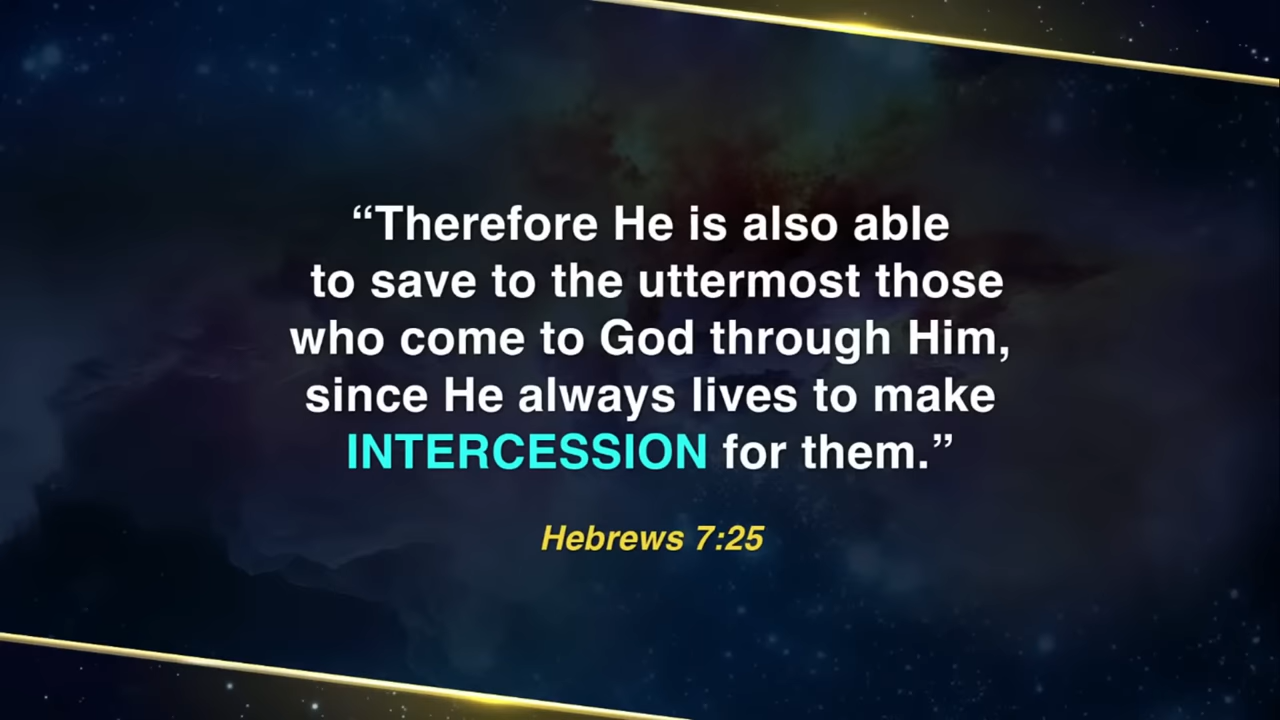 “Therefore He is also able
to save to the uttermost those
who come to God through Him,
since He always lives to make
INTERCESSION for them.”
Hebrews 7:25